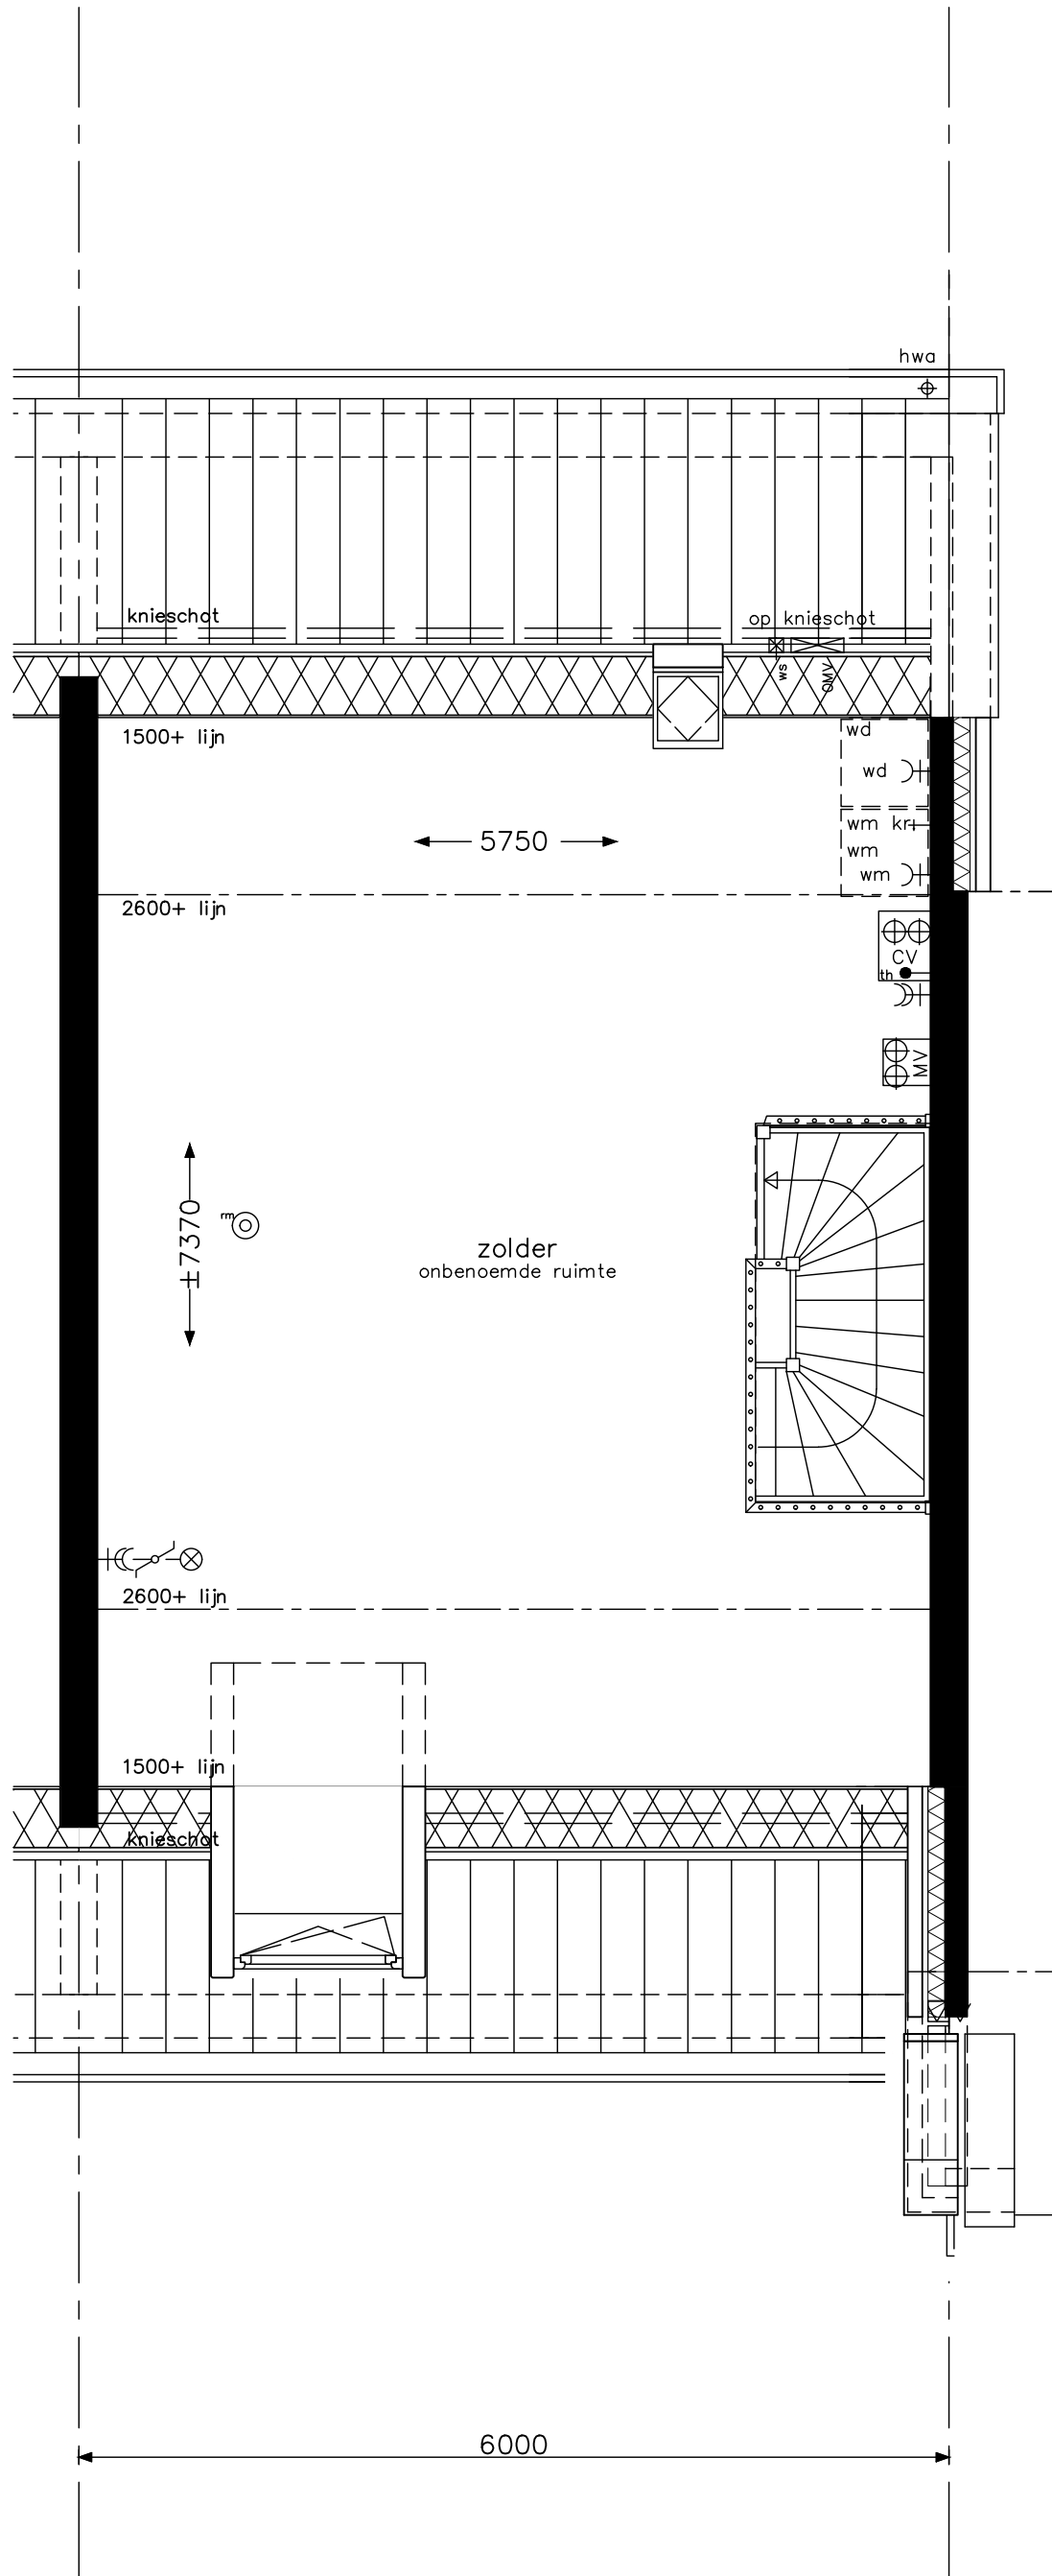 hwa
knieschot
op knieschot
ws
OMV
1500+ lijn
wd
wd
5750
wm kr
wm
wm
2600+ lijn
CV
th
MV
±7370
rm
zolder
onbenoemde ruimte
2600+ lijn
1500+ lijn
knieschot
6000